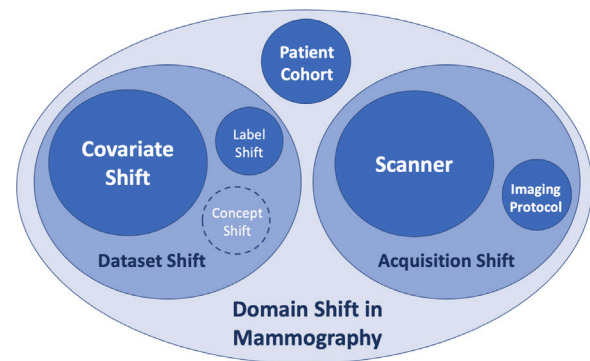 Patient
Cohort
Covariate
Shift
Label
Shift
Concept
Shift
Dataset Shift
Scanner
Imaging
Protocol
Acquisition Shift
Domain Shift in
Mammography